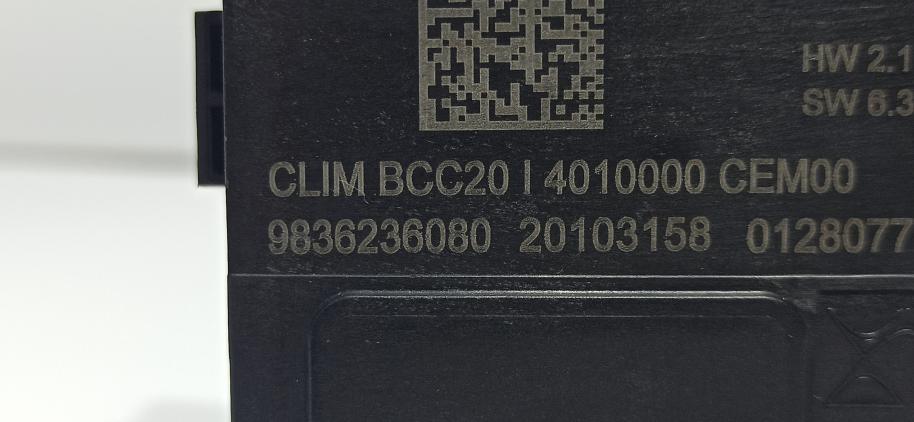 HW 2.1
SW 6.3
CLIM BCC20 I 4010000 CEM00
9836236080 20103158 0128077